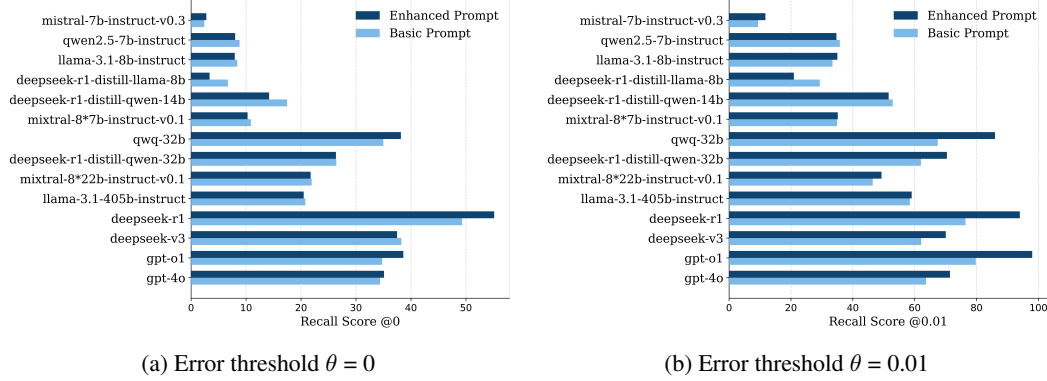 mistral-7b-instruct-v0.3
qwen2.5-7b-instruct
llama-3.1-8b-instruct
deepseek-r1-distill-llama-8b
deepseek-r1-distill-qwen-14b
mixtral-8*7b-instruct-v0.1
qwq-32b
deepseek-r1-distill-qwen-32b
mixtral-8*22b-instruct-v0.1
llama-3.1-405b-instruct
deepseek-r1
deepseek-v3
gpt-o1
gpt-4o
Enhanced Prompt
Basic Prompt
0 10 20 30 40 50
Recall Score @0
(a) Error threshold θ = 0
mistral-7b-instruct-v0.3
qwen2.5-7b-instruct
llama-3.1-8b-instruct
deepseek-r1-distill-llama-8b
deepseek-r1-distill-qwen-14b
mixtral-8*7b-instruct-v0.1
qwq-32b
deepseek-r1-distill-qwen-32b
mixtral-8*22b-instruct-v0.1
llama-3.1-405b-instruct
deepseek-r1
deepseek-v3
gpt-o1
gpt-4o
Enhanced Prompt
Basic Prompt
0 20 40 60 80 100
Recall Score @0.01
(b) Error threshold θ = 0.01